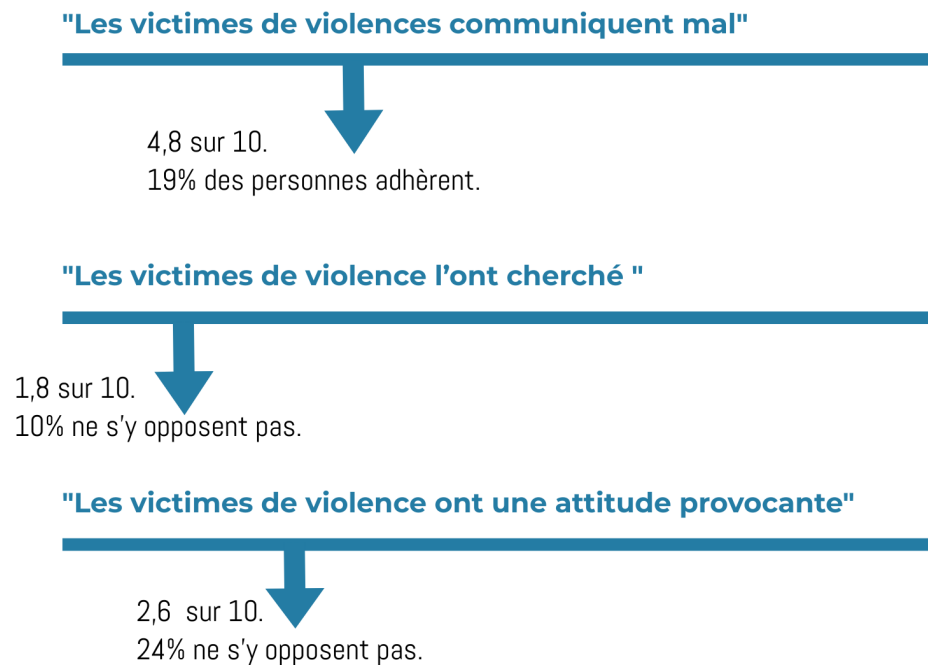 "Les victimes de violences communiquent mal"
4,8 sur 10.
19% des personnes adhèrent.
"Les victimes de violence l’ont cherché "
1,8 sur 10.
10% ne s'y opposent pas.
"Les victimes de violence ont une attitude provocante"
2,6  sur 10.
24% ne s'y opposent pas.